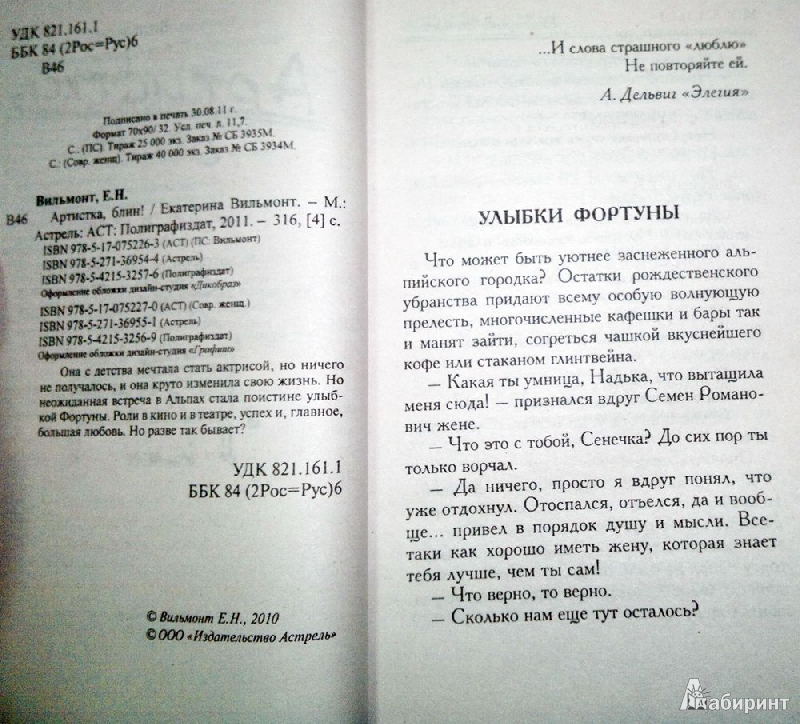 УДК 821.161.1
ББК 84 (2Рос=Рус)6
В46
Подписано в печать 30.08.11 г.
Формат 70х90/ 32. Усл. печ. л. 11,7.
С.: (ПС). Тираж 25 000 экз. Заказ № СБ 3935М.
С.: (Совр. женщ). Тираж 40 000 экз. Заказ № СБ 3934М.
Вильмонт, Е.Н.
В46 Артистка, блин! / Екатерина Вильмонт. – М.:
Астрель: АСТ: Полиграфиздат, 2011. – 316, [4] с.
ISBN 978-5-17-075226-3 (АСТ) (ПС: Вильмонт)
ISBN 978-5-271-36954-4 (Астрель)
ISBN 978-5-4215-3257-6 (Полиграфиздат)
Оформление обложки дизайн-студия «Дикобраз»
ISBN 978-5-17-075227-0 (АСТ) (Совр. женщ.)
ISBN 978-5-271-36955-1 (Астрель)
ISBN 978-5-4215-3256-9 (Полиграфиздат)
Оформление обложки дизайн-студия «Графит»
Она с детства мечтала стать актрисой, но ничего
не получалось, и она круто изменила свою жизнь. Но
неожиданная встреча в Альпах стала поистине улыб-
кой Фортуны. Роли в кино и в театре, успех и, главное,
большая любовь. Но разве так бывает?
УДК 821.161.1
ББК 84 (2Рос=Рус)6
© Вильмонт Е.Н., 2010
© ООО «Издательство Астрель»
...И слова страшного «люблю»
Не повторяйте ей.
А. Дельвиг «Элегия»
УЛЫБКИ ФОРТУНЫ
Что может быть уютнее заснеженного аль-
пийского городка? Остатки рождественского
убранства придают всему особую волнующую
прелесть, многочисленные кафешки и бары так
и манят зайти, согреться чашкой вкуснейшего
кофе или стаканом глинтвейна.
– Какая ты умница, Надька, что вытащила
меня сюда! – признался вдруг Семен Романо-
вич жене.
– Что это с тобой, Сенечка? До сих пор ты
только ворчал.
– Да ничего, просто я вдруг понял, что
уже отдохнул. Отоспался, отъелся, да и вооб-
ще... привел в порядок душу и мысли. Все-
таки как хорошо иметь жену, которая знает
тебя лучше, чем ты сам!
– Что верно, то верно.
– Сколько нам еще тут осталось?
Лабиринт